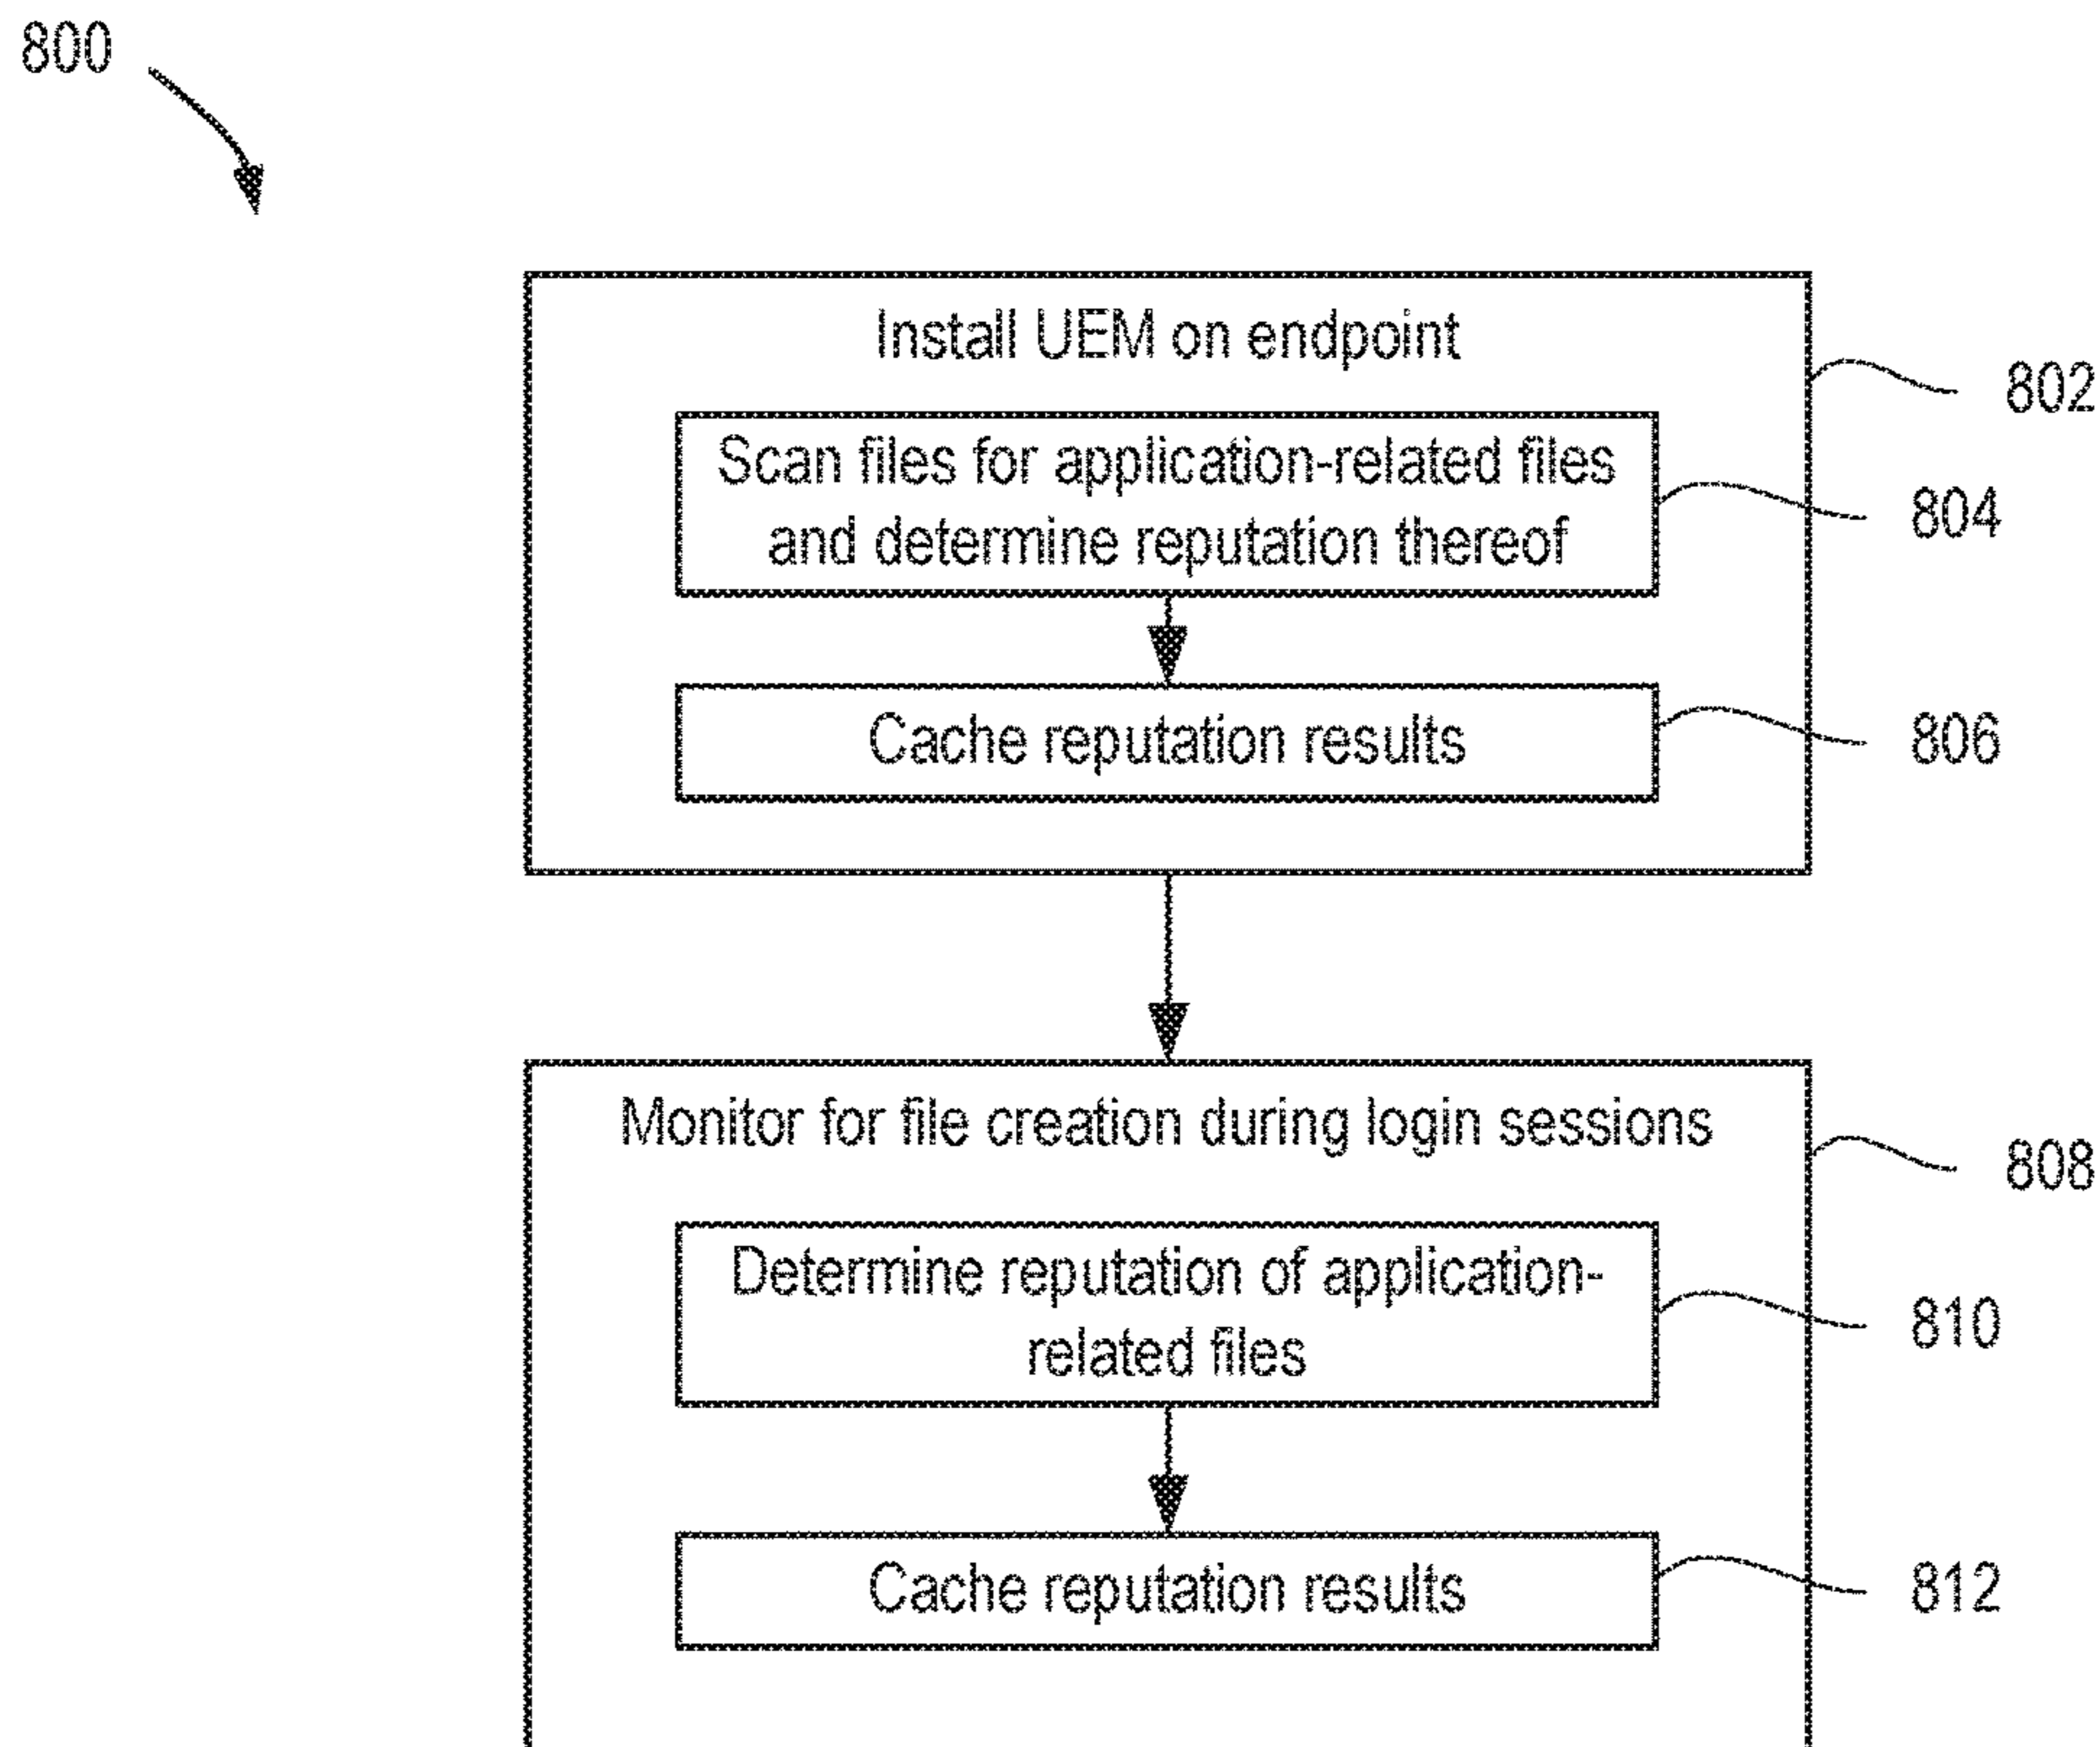 800
Install UEM on endpoint
802
Scan files for application-related files
and determine reputation thereof
804
Cache reputation results
806
Monitor for file creation during login sessions
808
Determine reputation of application-
related files
810
Cache reputation results
812